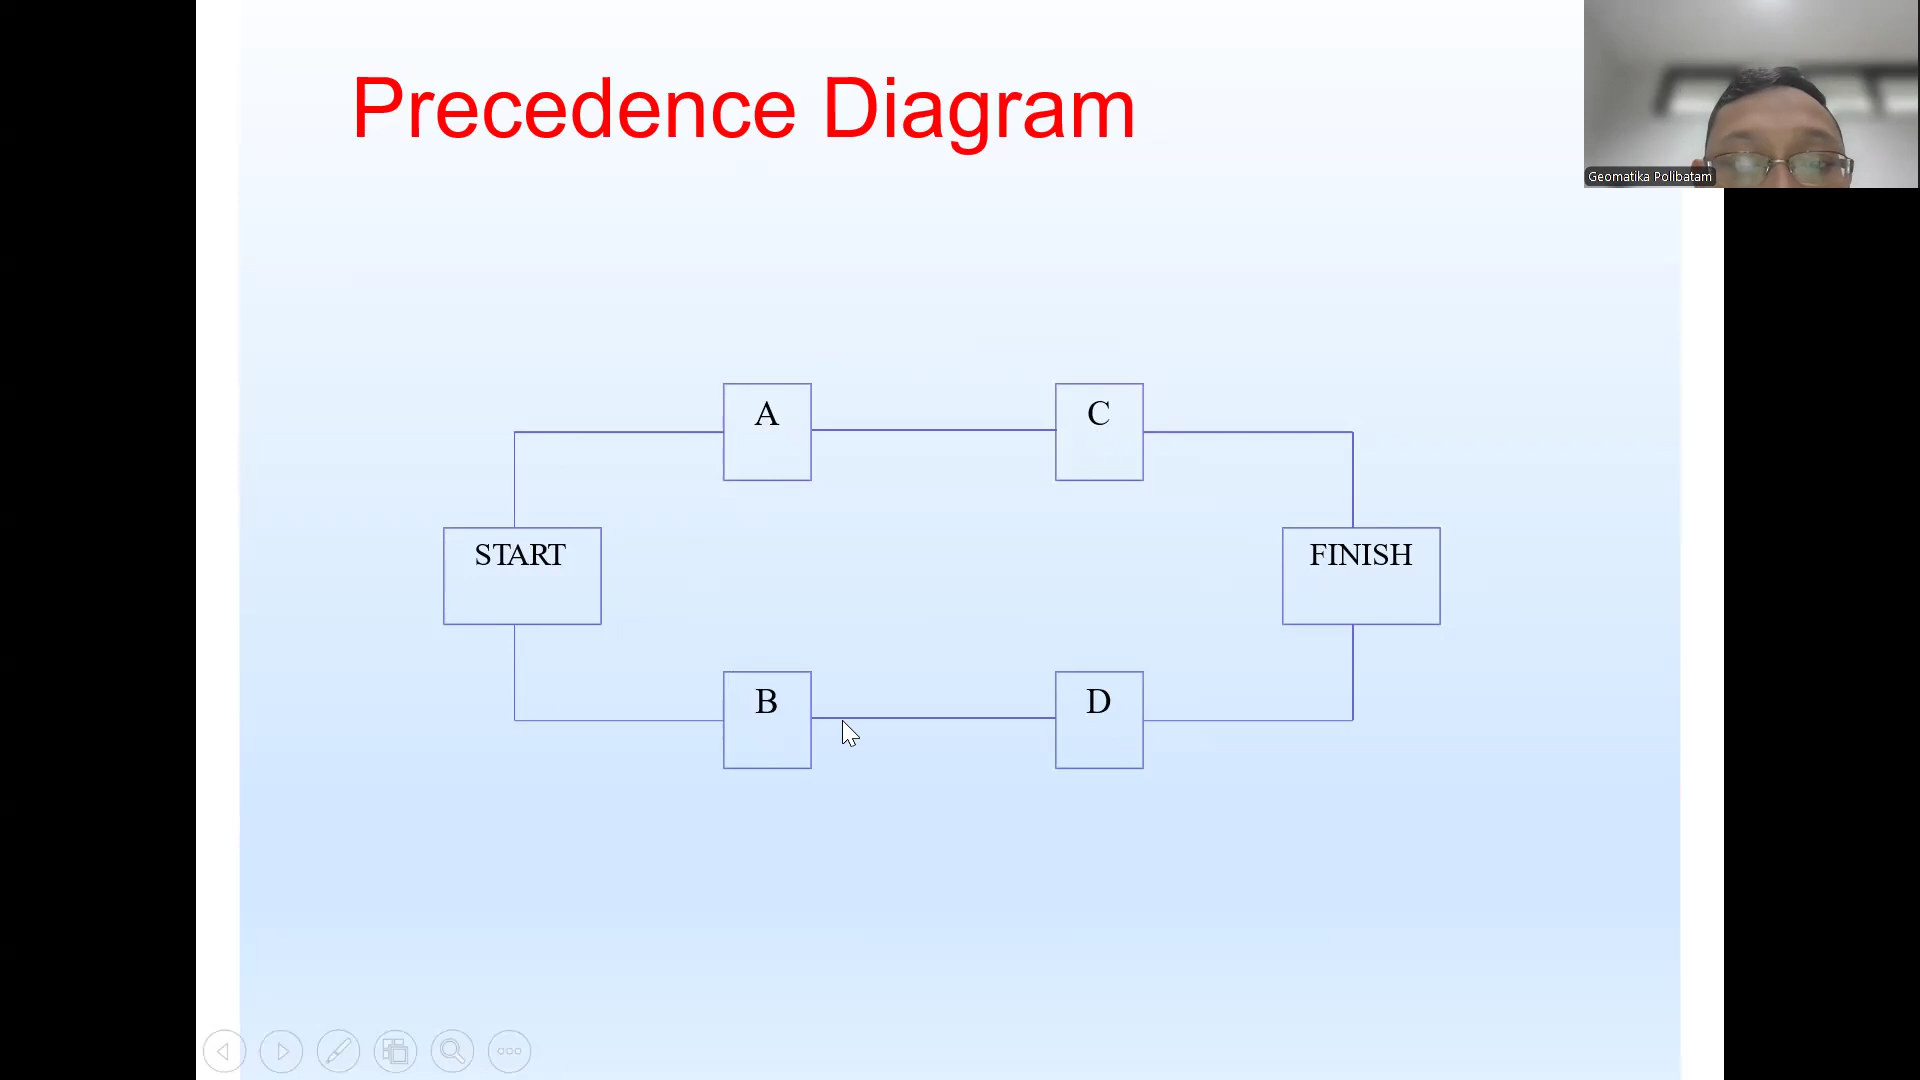 Precedence Diagram
Geomatika Polibatam
A
C
START
FINISH
B
D